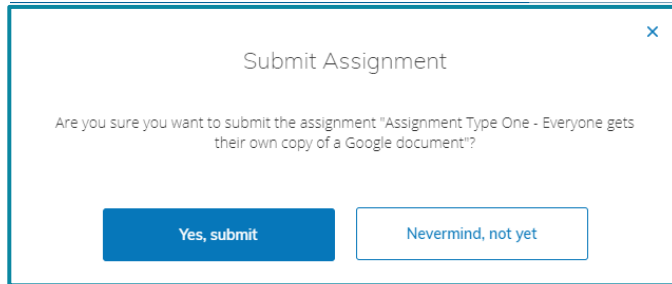 Submit Assignment
Are you sure you want to submit the assignment "Assignment Type One - Everyone gets
their own copy of a Google document"?
Yes, submit
Nevermind, not yet